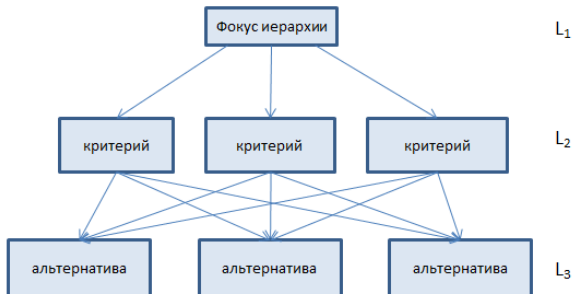 Фокус иерархии
L1
критерий
критерий
критерий
L2
альтернатива
альтернатива
альтернатива
L3